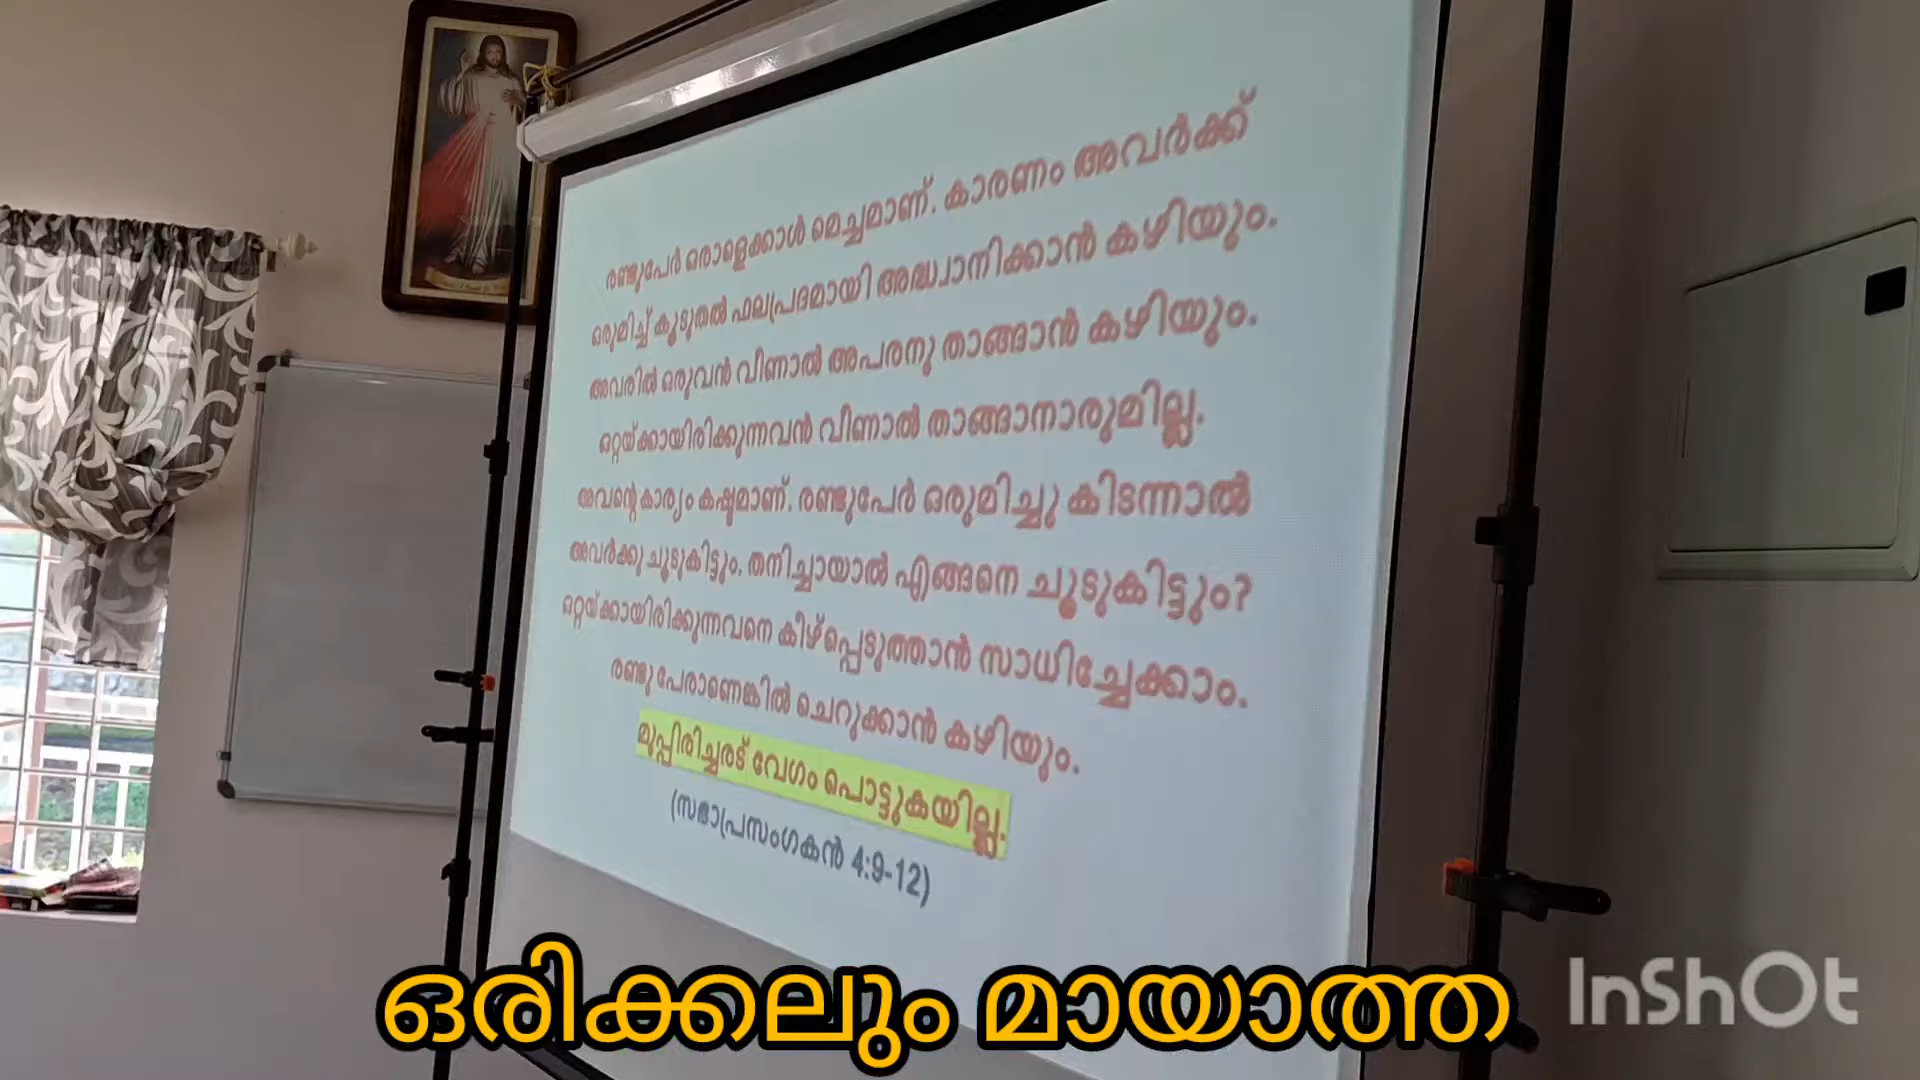 രണ്ടുപേർ ഒരാളെക്കാൾ മെച്ചമാണ്. കാരണം അവർക്ക്
ഒരുമിച്ച് കൂടുതൽ ഫലപ്രദമായി അദ്ധ്വാനിക്കാൻ കഴിയും.
അവരിൽ ഒരുവൻ വീണാൽ അപരനു താങ്ങാൻ കഴിയും.
ഒറ്റയ്ക്കായിരിക്കുന്നവൻ വീണാൽ താങ്ങാനാരുമില്ല.
അവന്റെ കാര്യം കഷ്ടമാണ്. രണ്ടുപേർ ഒരുമിച്ചു കിടന്നാൽ
അവർക്കു ചൂടുകിട്ടും. തനിച്ചായാൽ എങ്ങനെ ചൂടുകിട്ടും?
ഒറ്റയ്ക്കായിരിക്കുന്നവനെ കീഴ്പ്പെടുത്താൻ സാധിച്ചേക്കാം.
രണ്ടു പേരാണെങ്കിൽ ചെറുക്കാൻ കഴിയും.
മുപ്പിരിച്ചരട് വേഗം പൊട്ടുകയില്ല.
(സഭാപ്രസംഗകൻ 4:9-12)
ഒരിക്കലും മായാത്ത
InShOt